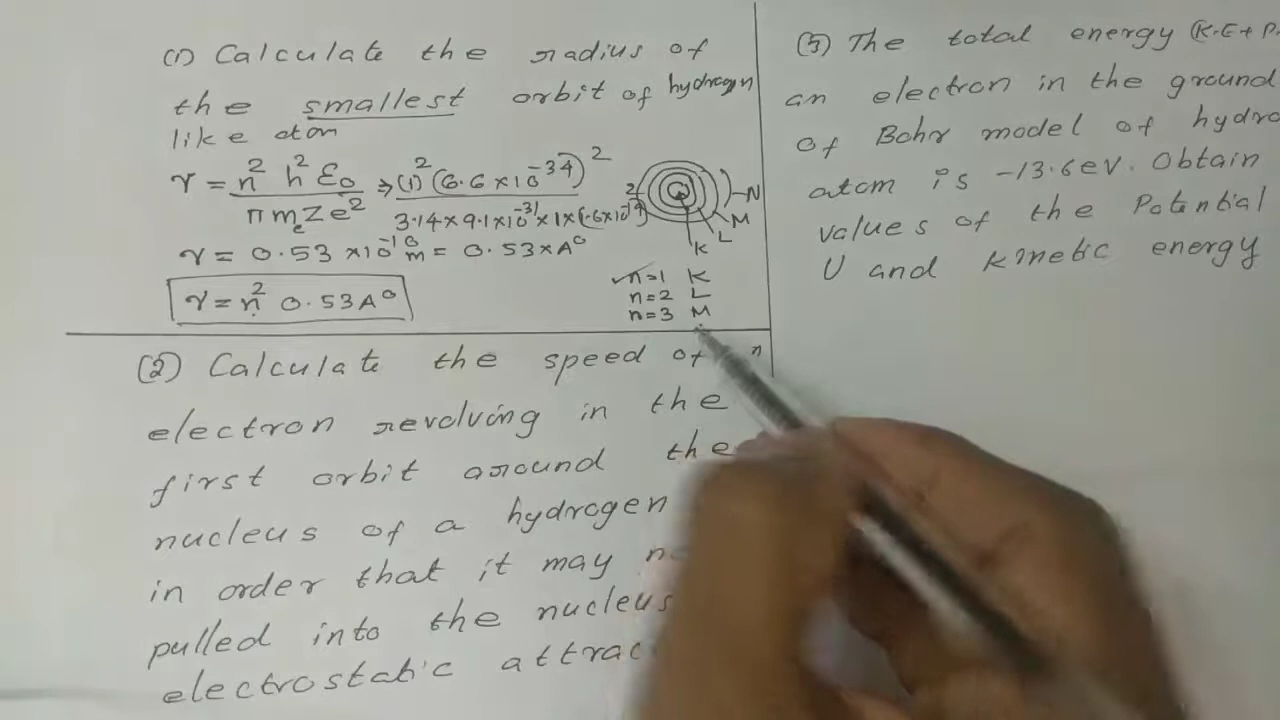 (1) Calculate the radius of
the smallest orbit of hydrogen
like atom
r = n² h² ε₀ / π mₑ Z e² ⇒ (1)² (6.6 × 10⁻³⁴)² / 3.14 × 9.1 × 10⁻³¹ × 1 × (1.6 × 10⁻¹⁹)²
r = 0.53 × 10⁻¹⁰ m = 0.53 × A⁰
r = n² 0.53 A⁰
N
M
L
K
n=1 K
n=2 L
n=3 M
(2) Calculate the speed of n
electron revolving in the
first orbit around the
nucleus of a hydrogen
in order that it may
pulled into the nucleus
electrostatic attrac
(3) The total energy (K.E + P.
an electron in the ground
of Bohr model of hydro
atom is -13.6 eV. Obtain
values of the Potential
U and kinetic energy